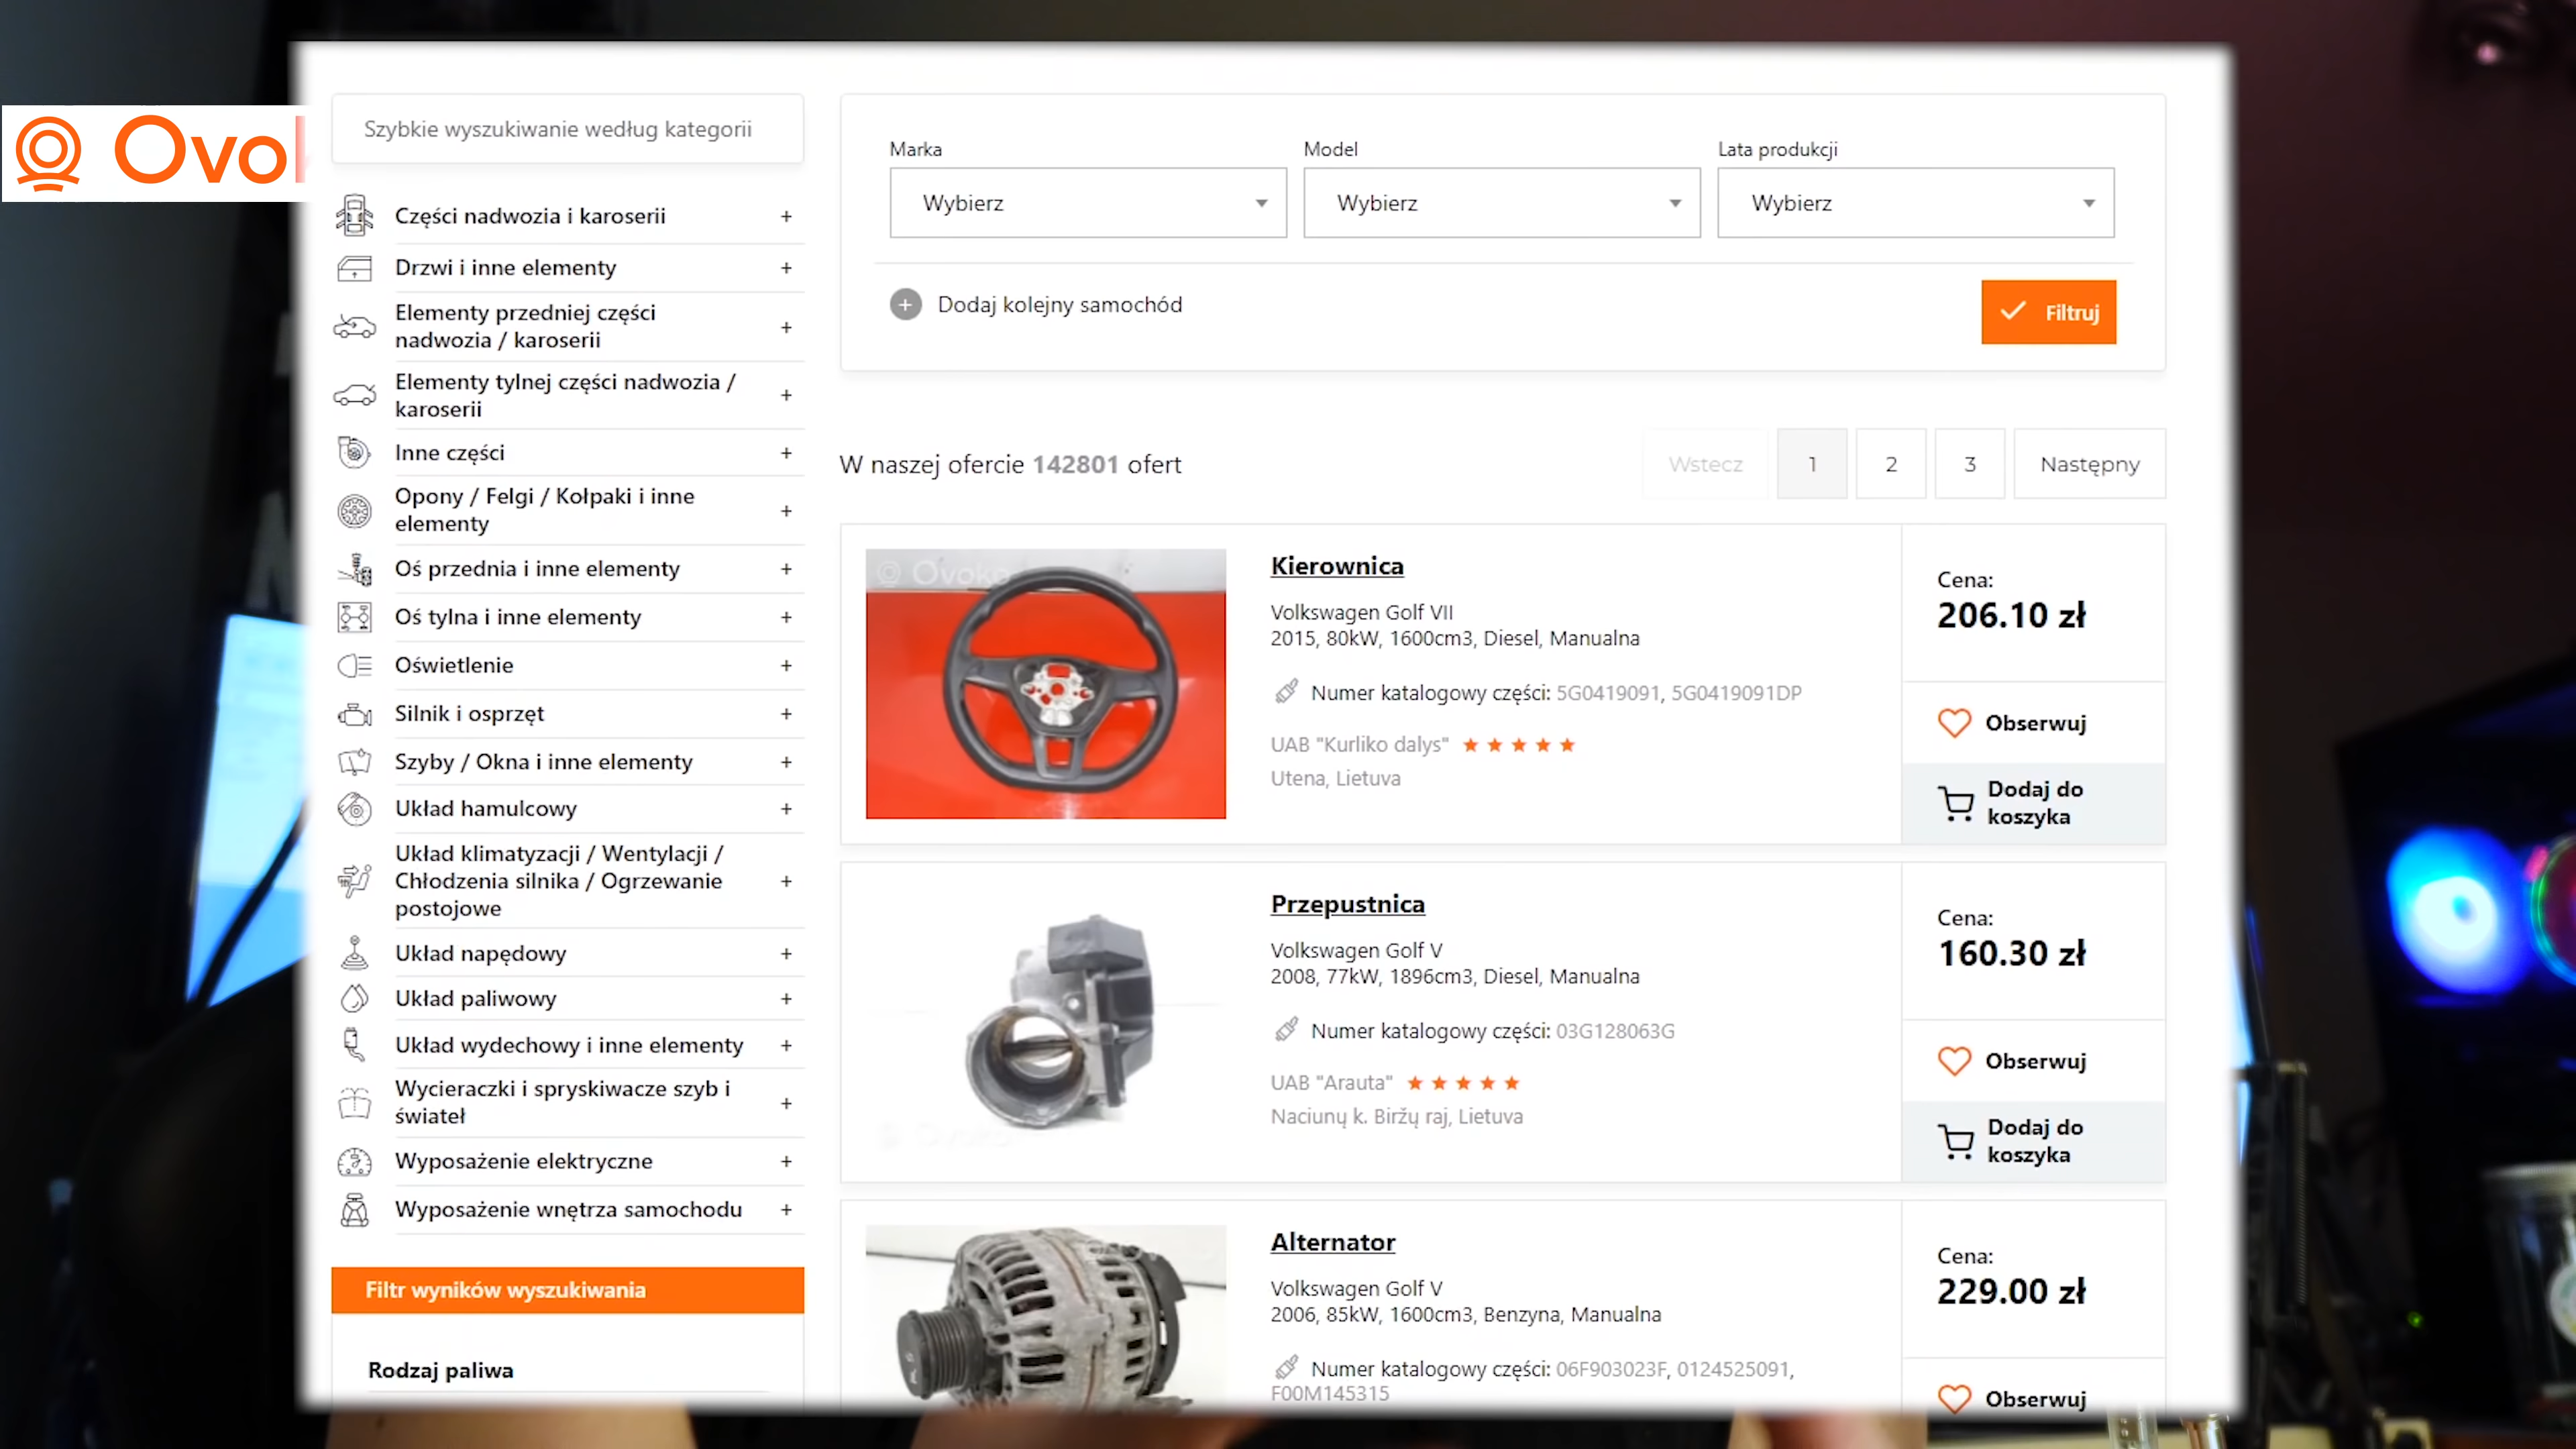 Ovok
Szybkie wyszukiwanie według kategorii
Części nadwozia i karoserii
+
Drzwi i inne elementy
+
Elementy przedniej części
nadwozia / karoserii
+
Elementy tylnej części nadwozia /
karoserii
+
Inne części
+
Opony / Felgi / Kołpaki i inne
elementy
+
Oś przednia i inne elementy
+
Oś tylna i inne elementy
+
Oświetlenie
+
Silnik i osprzęt
+
Szyby / Okna i inne elementy
+
Układ hamulcowy
+
Układ klimatyzacji / Wentylacji /
Chłodzenia silnika / Ogrzewanie
postojowe
+
Układ napędowy
+
Układ paliwowy
+
Układ wydechowy i inne elementy
+
Wycieraczki i spryskiwacze szyb i
świateł
+
Wyposażenie elektryczne
+
Wyposażenie wnętrza samochodu
+
Filtr wyników wyszukiwania
Rodzaj paliwa
Marka
Wybierz
Model
Wybierz
Lata produkcji
Wybierz
Dodaj kolejny samochód
Filtruj
W naszej ofercie 142801 ofert
Wstecz 1 2 3 Następny
Ovoko
Kierownica
Volkswagen Golf VII
2015, 80kW, 1600cm3, Diesel, Manualna
Numer katalogowy części: 5G0419091, 5G0419091DP
UAB "Kurliko dalys"
Utena, Lietuva
Cena:
206.10 zł
Obserwuj
Dodaj do
koszyka
Przepustnica
Volkswagen Golf V
2008, 77kW, 1896cm3, Diesel, Manualna
Numer katalogowy części: 03G128063G
UAB "Arauta"
Naciunų k. Biržų raj, Lietuva
Cena:
160.30 zł
Obserwuj
Dodaj do
koszyka
Alternator
Volkswagen Golf V
2006, 85kW, 1600cm3, Benzyna, Manualna
Numer katalogowy części: 06F903023F, 0124525091,
F00M145315
Cena:
229.00 zł
Obserwuj